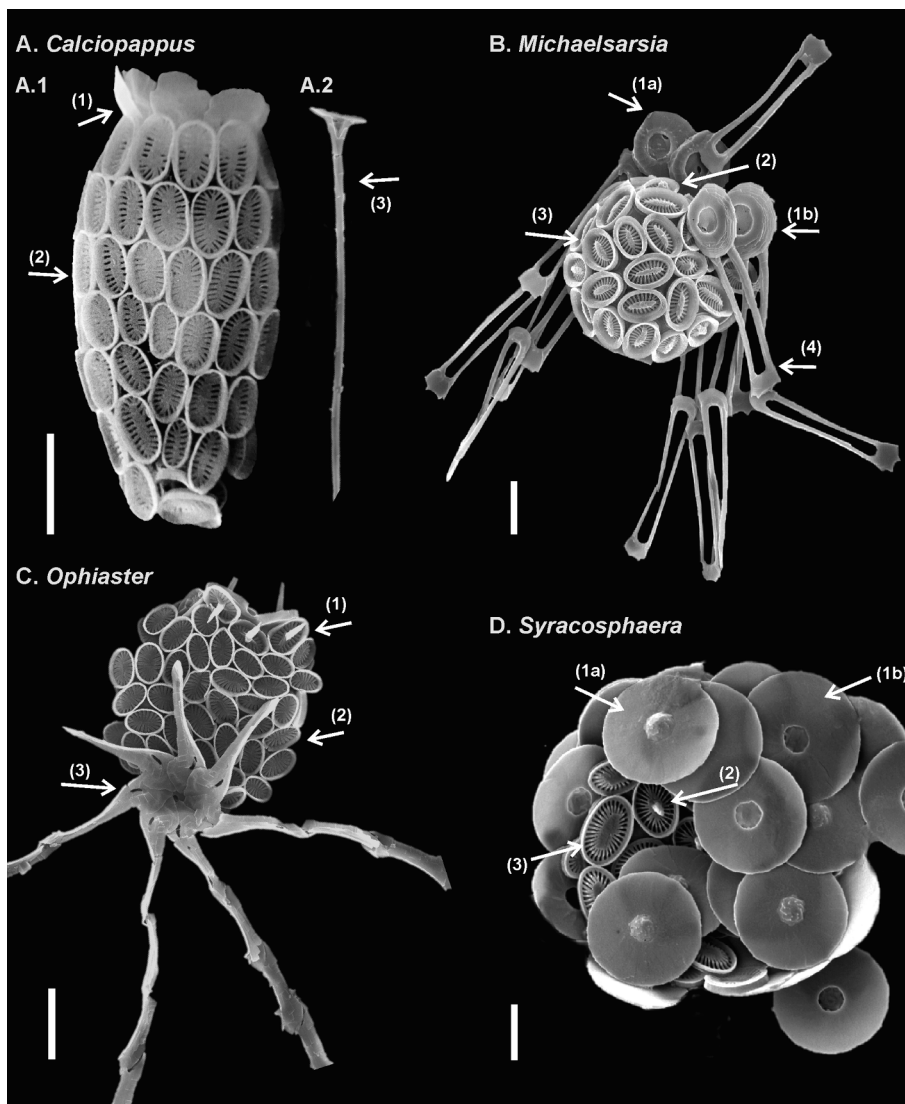 A. Calciopappus
A.1
A.2
(1)
(2)
(3)
B. Michaelsarsia
(1a)
(2)
(3)
(1b)
(4)
C. Ophiaster
(1)
(2)
(3)
D. Syracosphaera
(1a)
(1b)
(2)
(3)